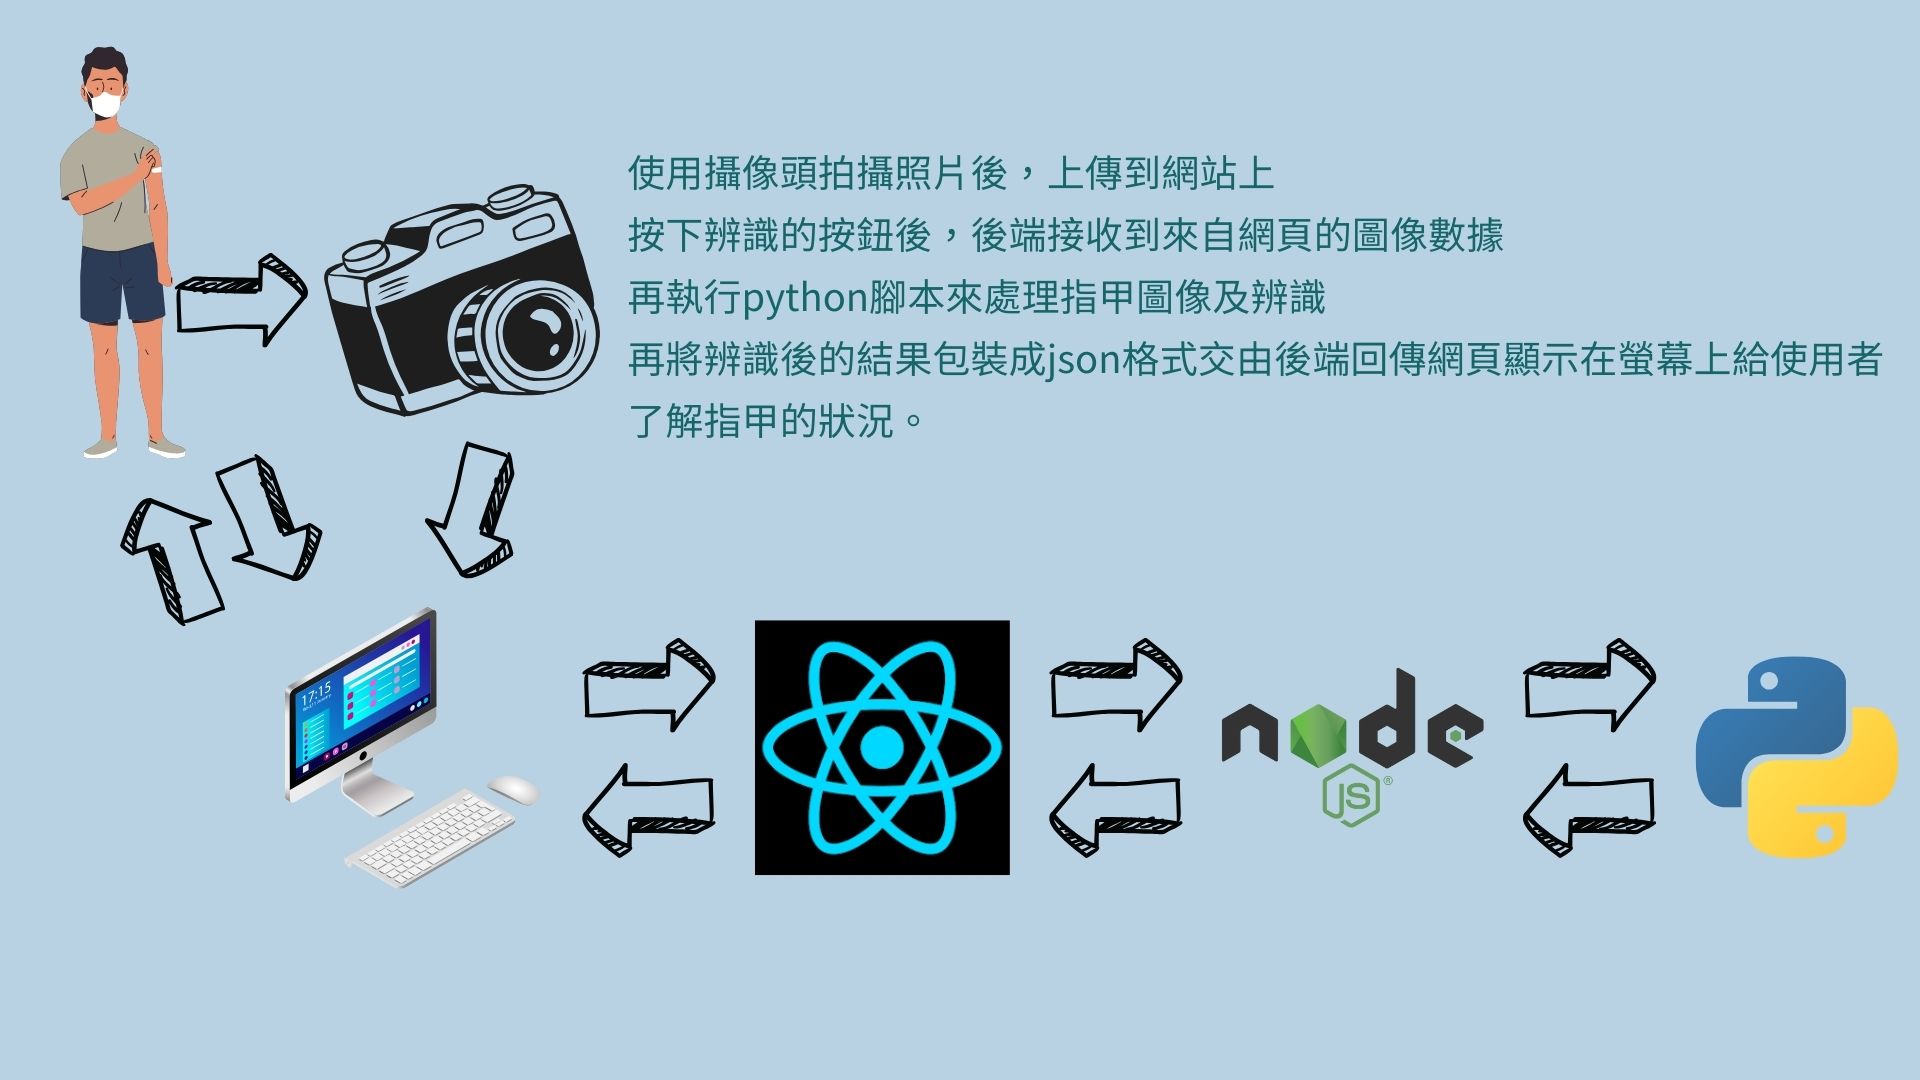 使用攝像頭拍攝照片後，上傳到網站上
按下辨識的按鈕後，後端接收到來自網頁的圖像數據
再執行python腳本來處理指甲圖像及辨識
再將辨識後的結果包裝成json格式交由後端回傳網頁顯示在螢幕上給使用者
了解指甲的狀況。
17:15
node
JS®